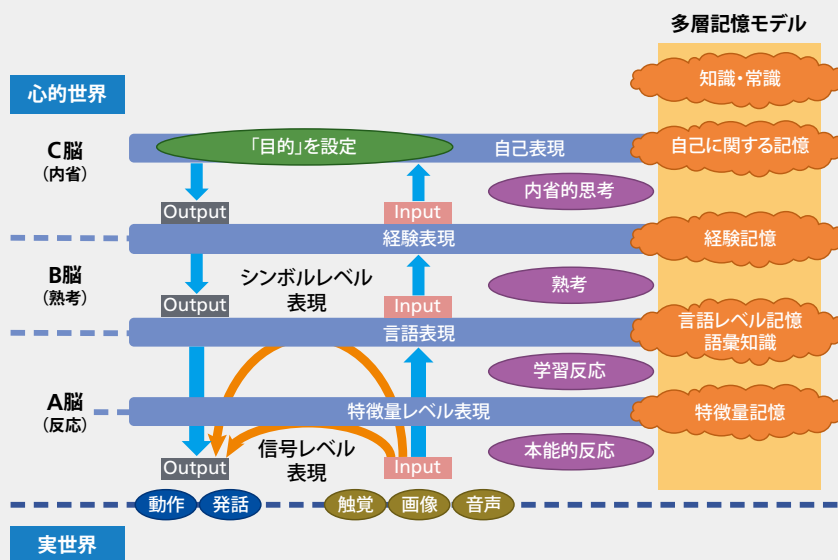 多層記憶モデル
心的世界
知識・常識
C脳
(内省)
「目的」を設定
自己表現
自己に関する記憶
内省的思考
Output
Input
経験表現
経験記憶
B脳
(熟考)
シンボルレベル
表現
熟考
Output
Input
言語表現
言語レベル記憶
語彙知識
学習反応
A脳
(反応)
特徴量レベル表現
特徴量記憶
信号レベル
表現
本能的反応
Output
Input
動作
発話
触覚
画像
音声
実世界